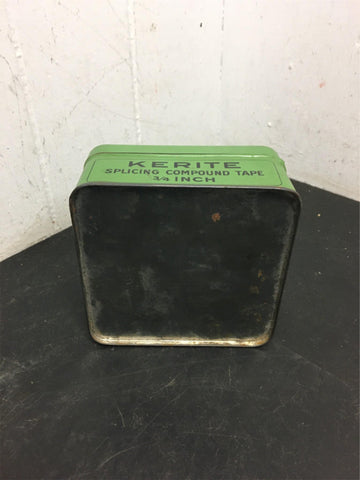 KERITE
SPLICING COMPOUND TAPE
3/4 INCH